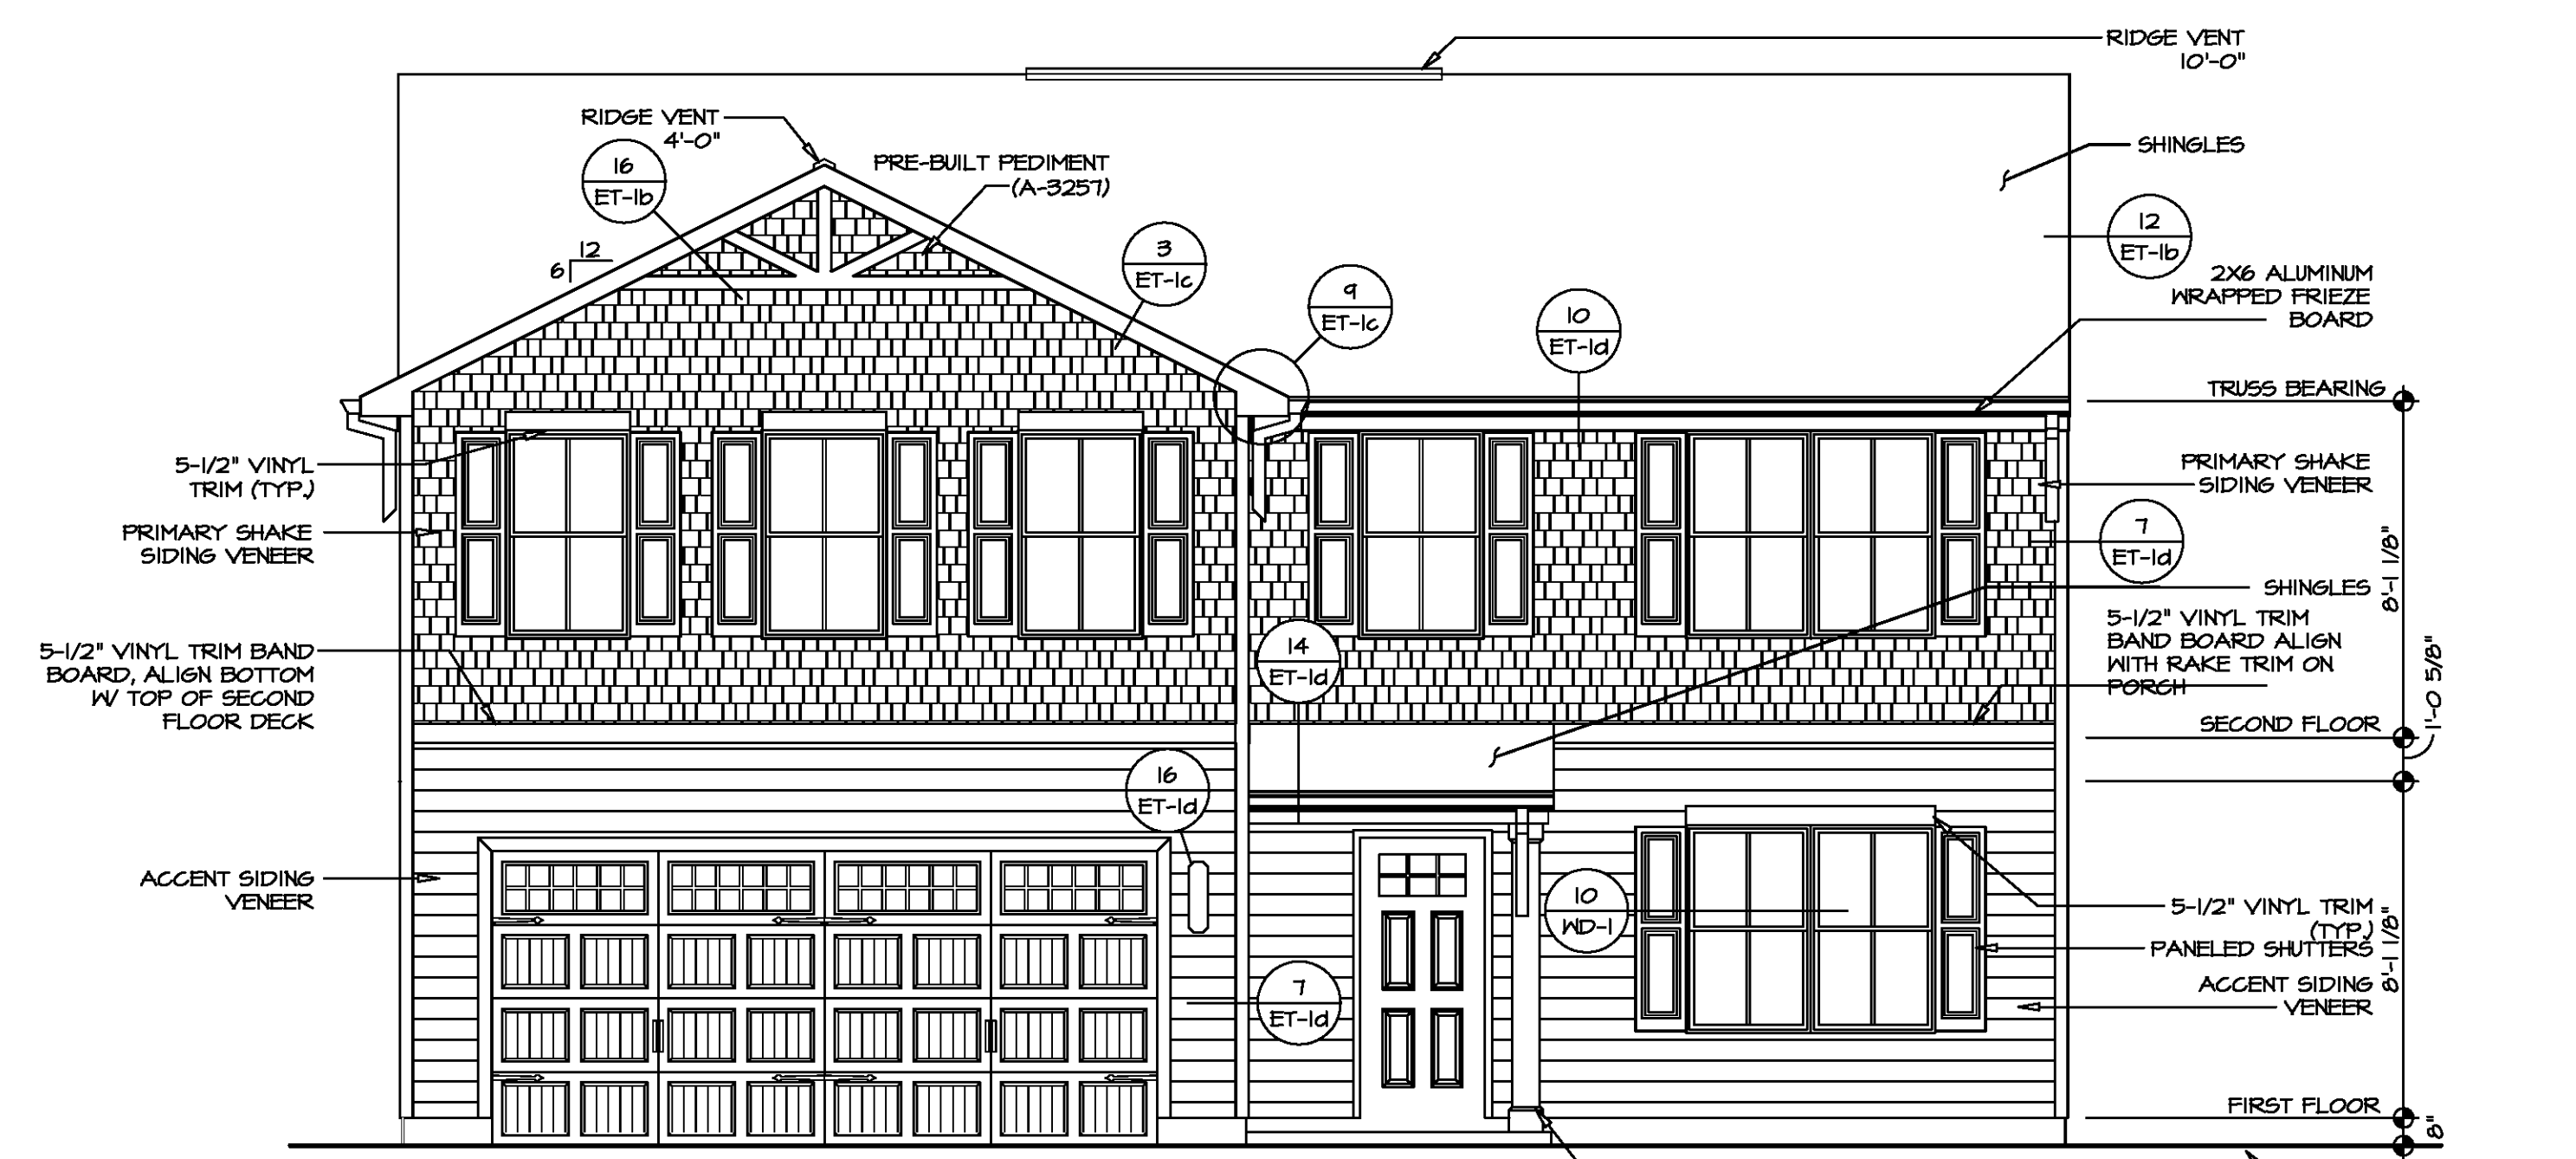 RIDGE VENT
10'-0"
RIDGE VENT
4'-0"
16
ET-1b
PRE-BUILT PEDIMENT
(A-3257)
SHINGLES
12
6
3
ET-1c
9
ET-1c
10
ET-1d
12
ET-1b
2X6 ALUMINUM
WRAPPED FRIEZE
BOARD
TRUSS BEARING
5-1/2" VINYL
TRIM (TYP.)
PRIMARY SHAKE
SIDING VENEER
PRIMARY SHAKE
SIDING VENEER
7
ET-1d
8'-1 1/8"
SHINGLES
5-1/2" VINYL TRIM
BAND BOARD ALIGN
WITH RAKE TRIM ON
PORCH
14
ET-1d
5-1/2" VINYL TRIM BAND
BOARD, ALIGN BOTTOM
W/ TOP OF SECOND
FLOOR DECK
1'-0 5/8"
SECOND FLOOR
16
ET-1d
ACCENT SIDING
VENEER
10
WD-1
5-1/2" VINYL TRIM
(TYP.)
PANELED SHUTTERS
8'-1 1/8"
ACCENT SIDING
VENEER
7
ET-1d
FIRST FLOOR
8"